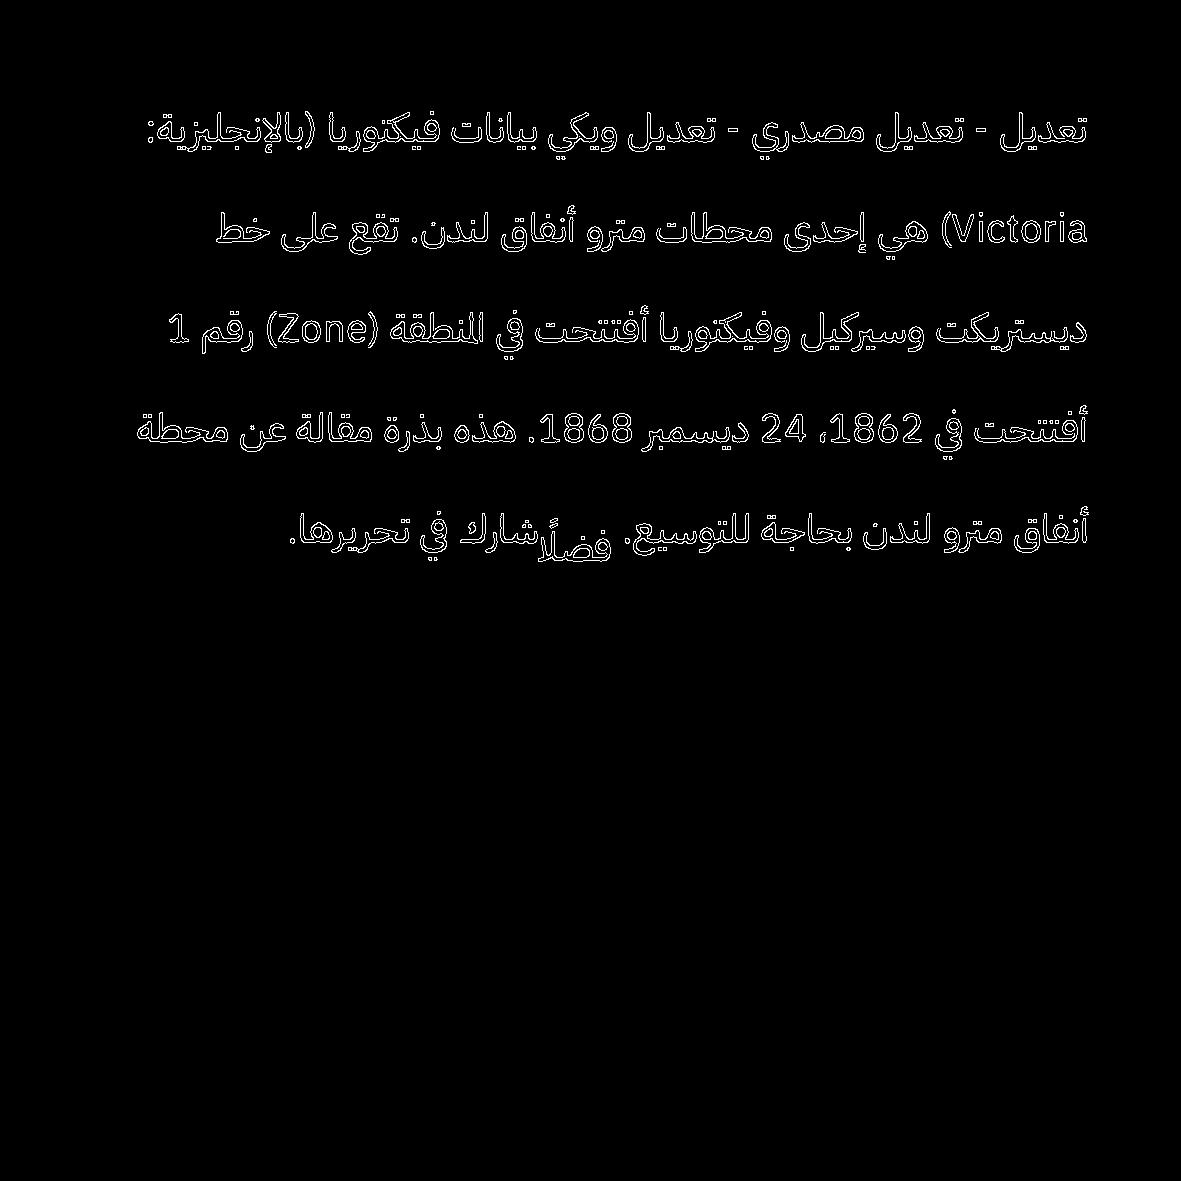 تعديل - تعديل مصدري - تعديل ويكي بيانات فيكتوريا (بالإنجليزية:
Victoria) هي إحدى محطات مترو أنفاق لندن. تقع على خط
ديستريكت وسيركيل وفيكتوريا أفتتحت في المنطقة (Zone) رقم 1
أفتتحت في 1862، 24 ديسمبر 1868. هذه بذرة مقالة عن محطة
أنفاق مترو لندن بحاجة للتوسيع. فضلًا شارك في تحريرها.